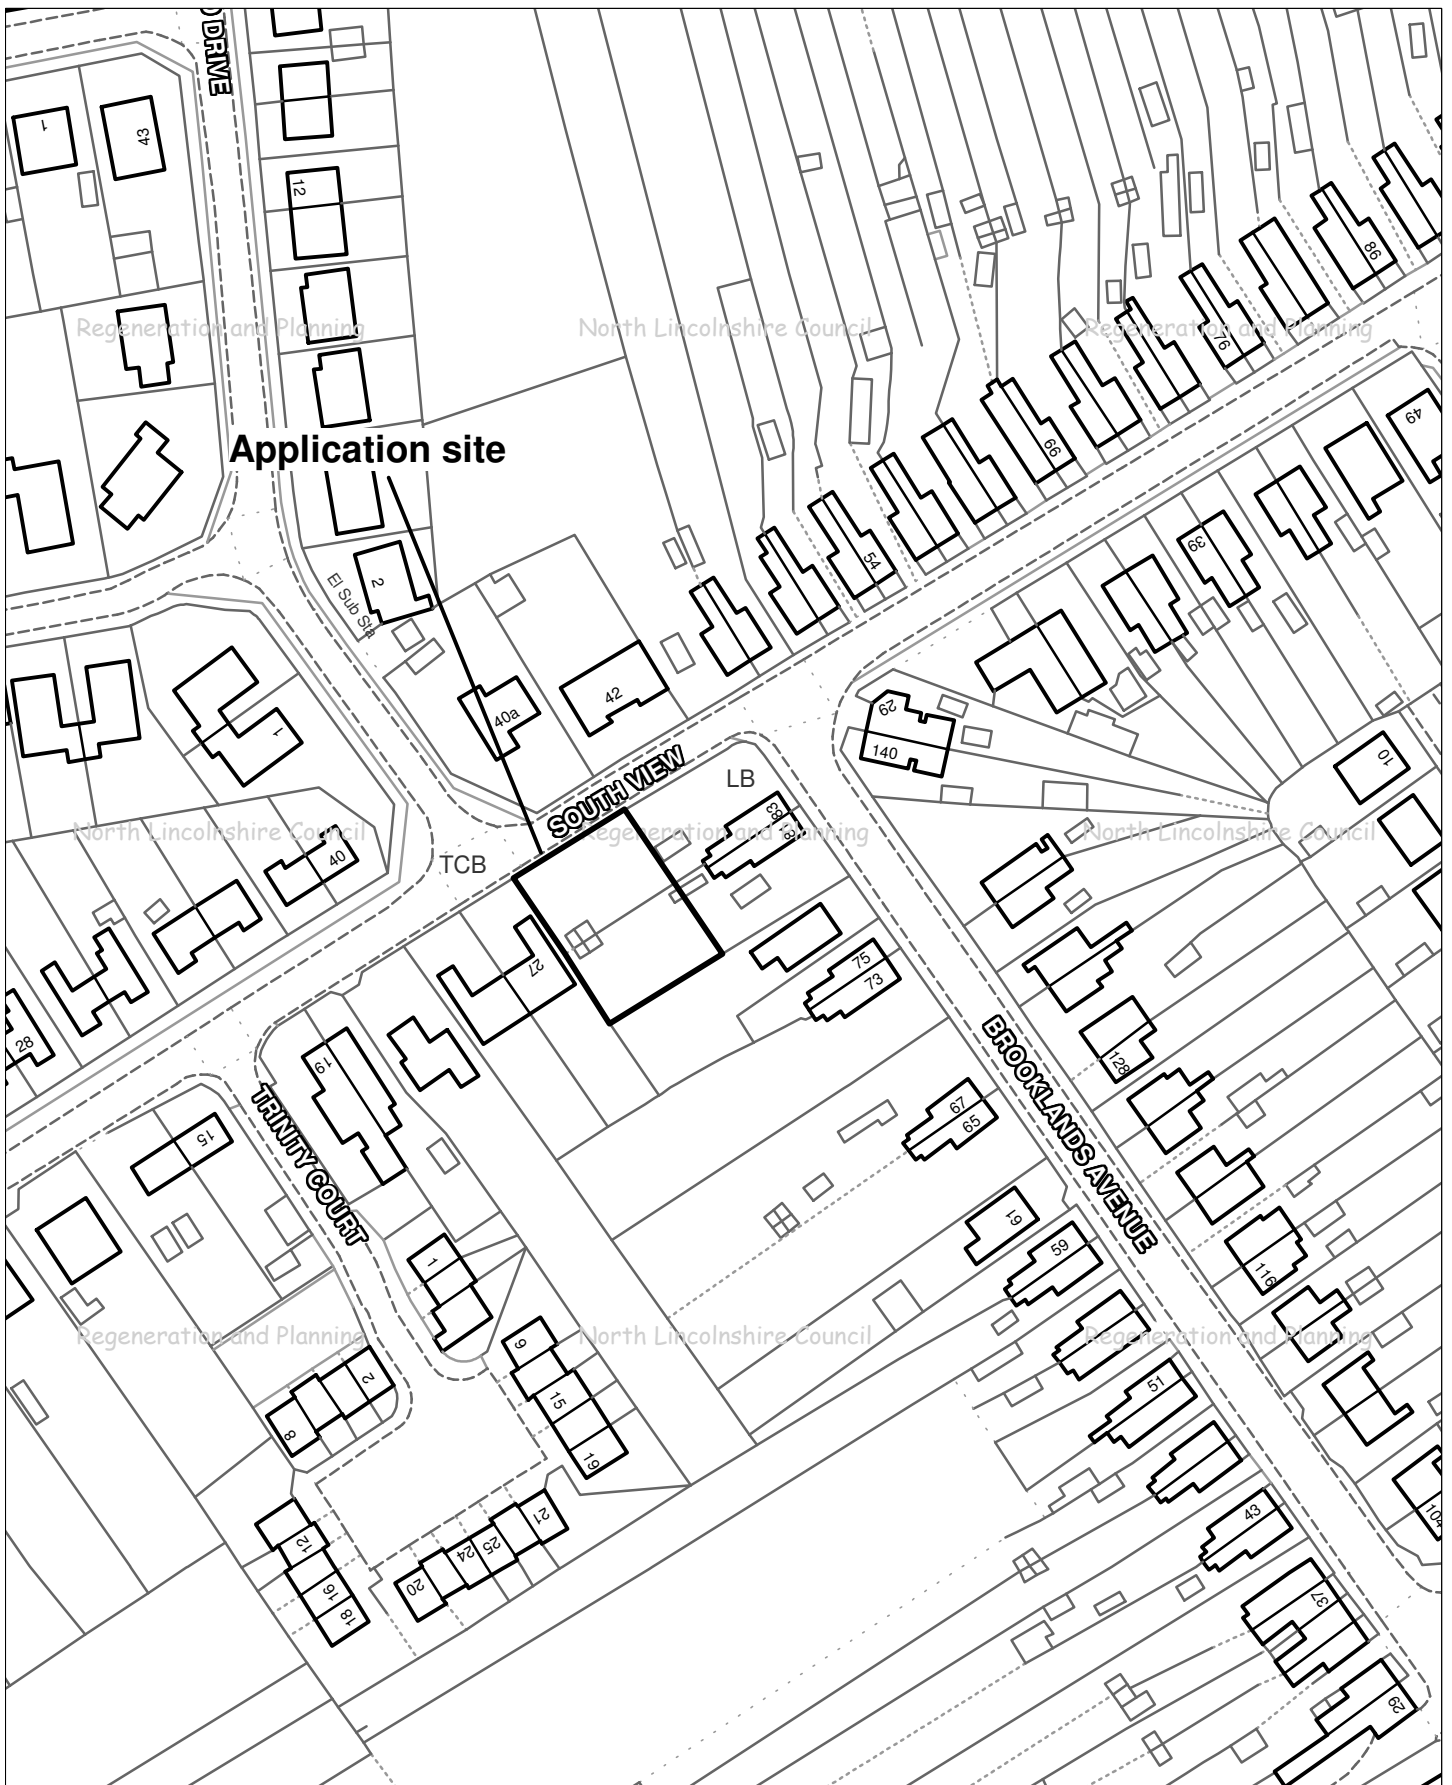 D DRIVE
1
43
12
Regeneration and Planning
North Lincolnshire Council
Regeneration and Planning
86
76
66
49
Application site
54
39
2
El Sub Sta
40a
42
29
140
10
SOUTH VIEW
LB
1
83
81
North Lincolnshire Council
Regeneration and Planning
North Lincolnshire Council
40
TCB
27
75
73
28
19
BROOKLANDS AVENUE
128
TRINITY COURT
15
67
65
61
59
116
1
Regeneration and Planning
North Lincolnshire Council
Regeneration and Planning
9
2
8
15
19
51
12
16
18
20
24
25
21
43
104
37
29